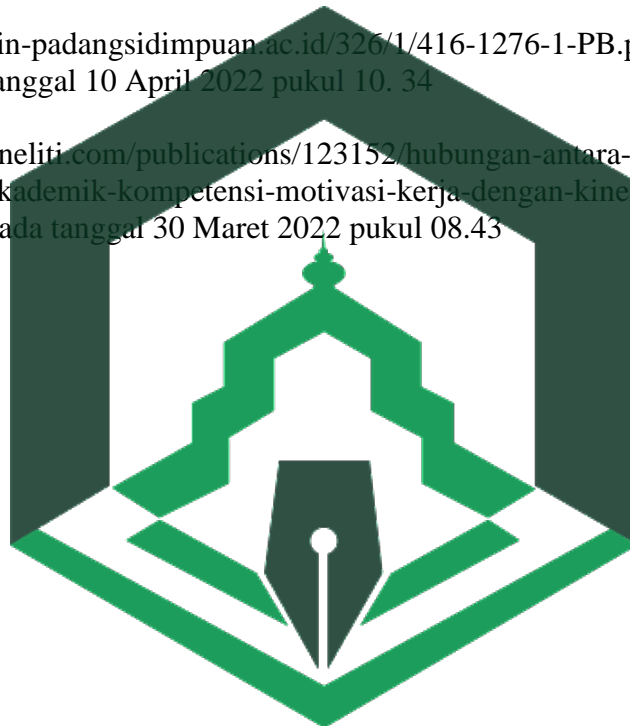 in-padangsidimpuan.ac.id/326/1/416-1276-1-PB.p
anggal 10 April 2022 pukul 10. 34
neliti.com/publications/123152/hubungan-antara-
kademik-kompetensi-motivasi-kerja-dengan-kine
ada tanggal 30 Maret 2022 pukul 08.43